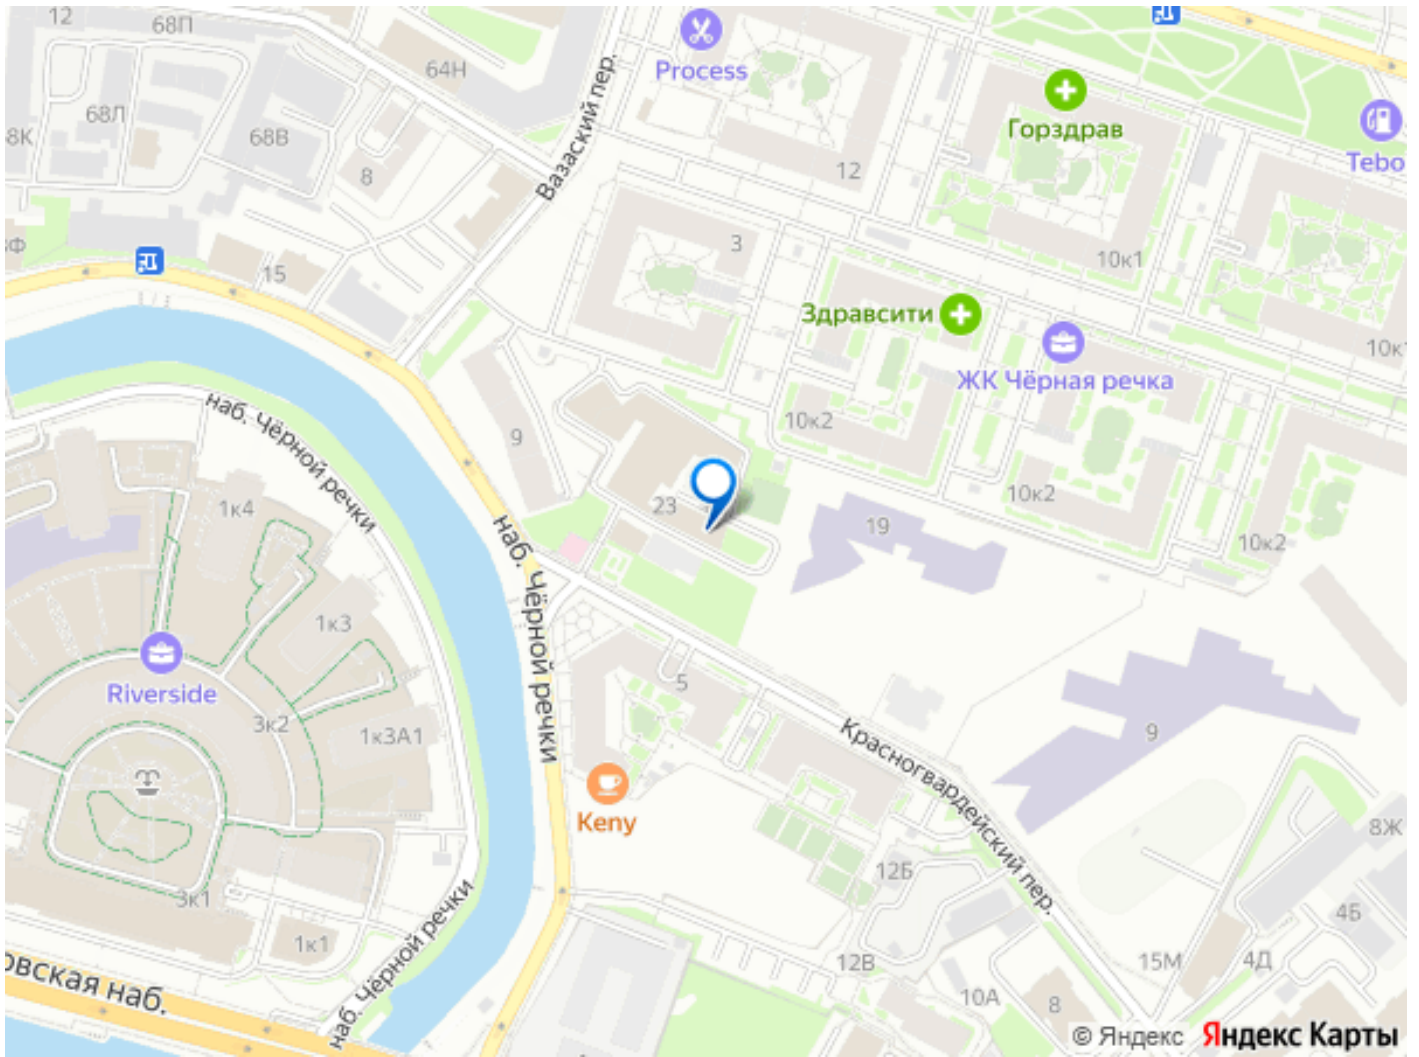 12
68П
64Н
68Л
68В
8
Вазаский пер.
Process
Горздрав
Tebo
12
3
10к1
15
Здравсити
ЖК Чёрная речка
10к2
9
наб. Чёрной речки
1к4
23
19
10к2
10к2
наб. Чёрной речки
1к3
Riverside
3к2
1к3А1
5
Красногвардейский пер.
9
Keny
8Ж
12Б
3к1
1к1
наб. Чёрной речки
4Б
12В
15М
4Д
10А
8
овская наб.
© Яндекс Яндекс Карты